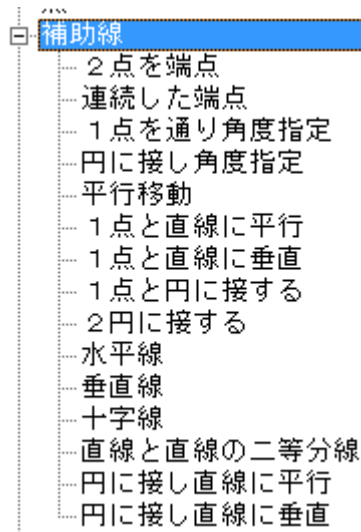 補助線
２点を端点
連続した端点
１点を通り角度指定
円に接し角度指定
平行移動
１点と直線に平行
１点と直線に垂直
１点と円に接する
２円に接する
水平線
垂直線
十字線
直線と直線の二等分線
円に接し直線に平行
円に接し直線に垂直